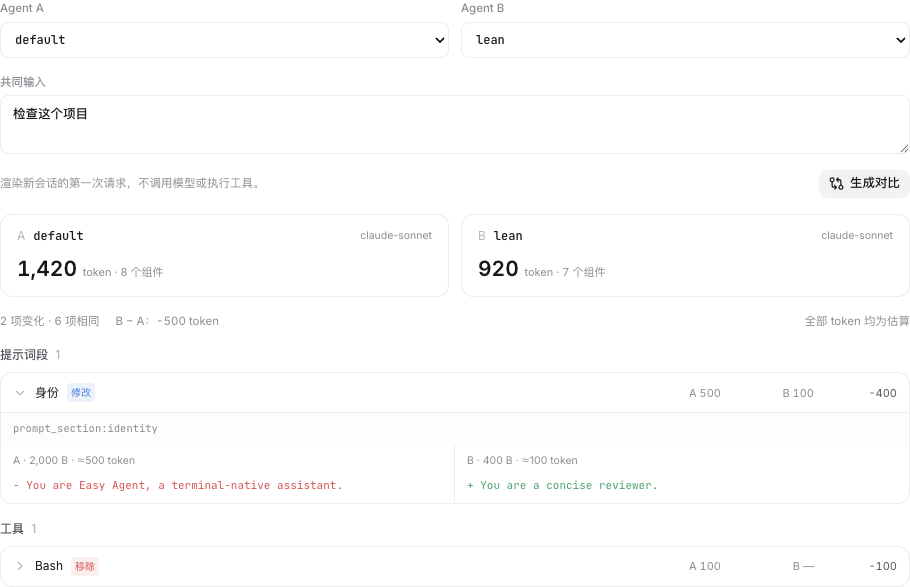 Agent A Agent B
default lean
共同输入
检查这个项目
渲染新会话的第一次请求，不调用模型或执行工具。 生成对比
A default claude-sonnet B lean claude-sonnet
1,420 token · 8 个组件 920 token · 7 个组件
2 项变化 · 6 项相同 B − A：-500 token 全部 token 均为估算
提示词段 1
身份 修改 A 500 B 100 -400
prompt_section:identity
A · 2,000 B · ≈500 token B · 400 B · ≈100 token
- You are Easy Agent, a terminal-native assistant. + You are a concise reviewer.
工具 1
Bash 移除 A 100 B — -100